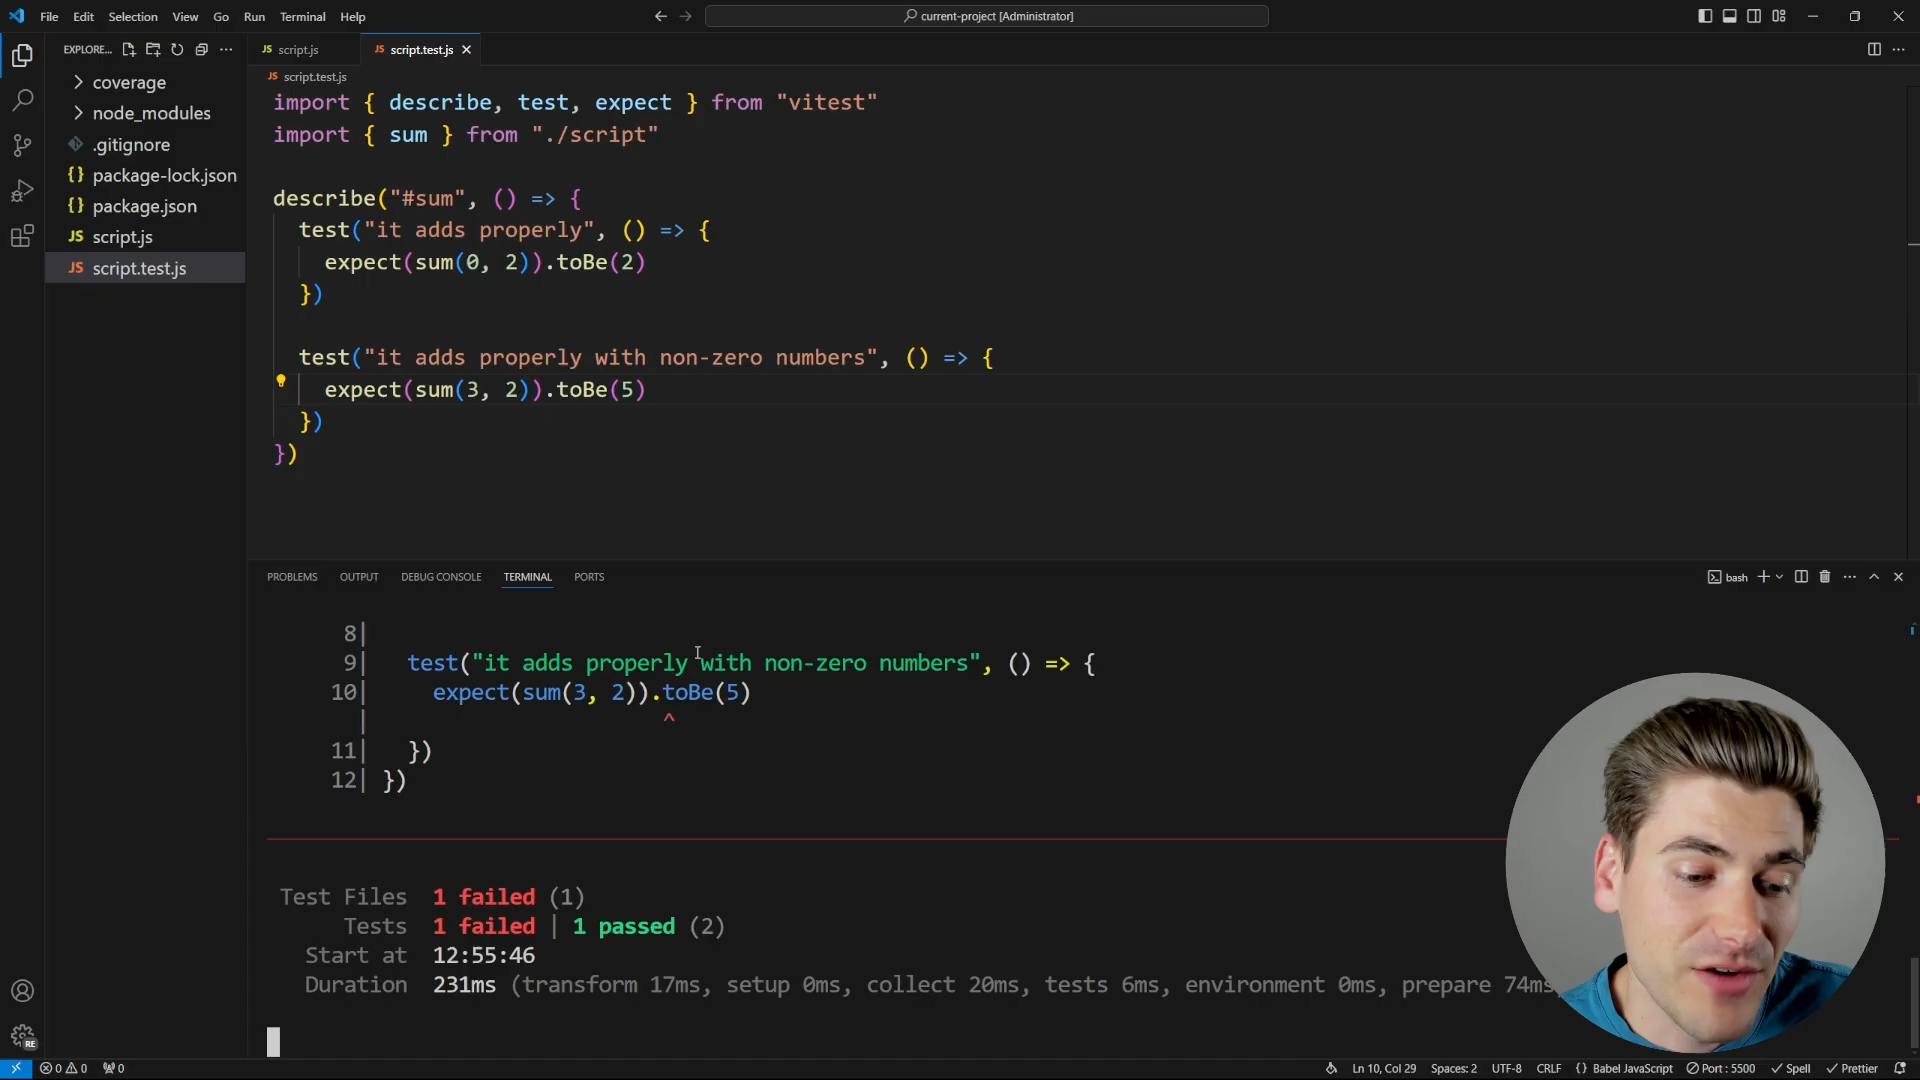 File Edit Selection View Go Run Terminal Help
current-project [Administrator]
EXPLORE...
script.js
script.test.js
coverage
node_modules
.gitignore
package-lock.json
package.json
script.js
script.test.js
script.test.js
import { describe, test, expect } from "vitest"
import { sum } from "./script"
describe("#sum", () => {
test("it adds properly", () => {
expect(sum(0, 2)).toBe(2)
})
test("it adds properly with non-zero numbers", () => {
expect(sum(3, 2)).toBe(5)
})
})
PROBLEMS OUTPUT DEBUG CONSOLE TERMINAL PORTS
bash
8|
9| test("it adds properly with non-zero numbers", () => {
10| expect(sum(3, 2)).toBe(5)
| ^
11| })
12| })
Test Files 1 failed (1)
Tests 1 failed | 1 passed (2)
Start at 12:55:46
Duration 231ms (transform 17ms, setup 0ms, collect 20ms, tests 6ms, environment 0ms, prepare 74ms,
RE
0 0 0
Ln 10, Col 29 Spaces: 2 UTF-8 CRLF {} Babel JavaScript Port : 5500 Spell Prettier